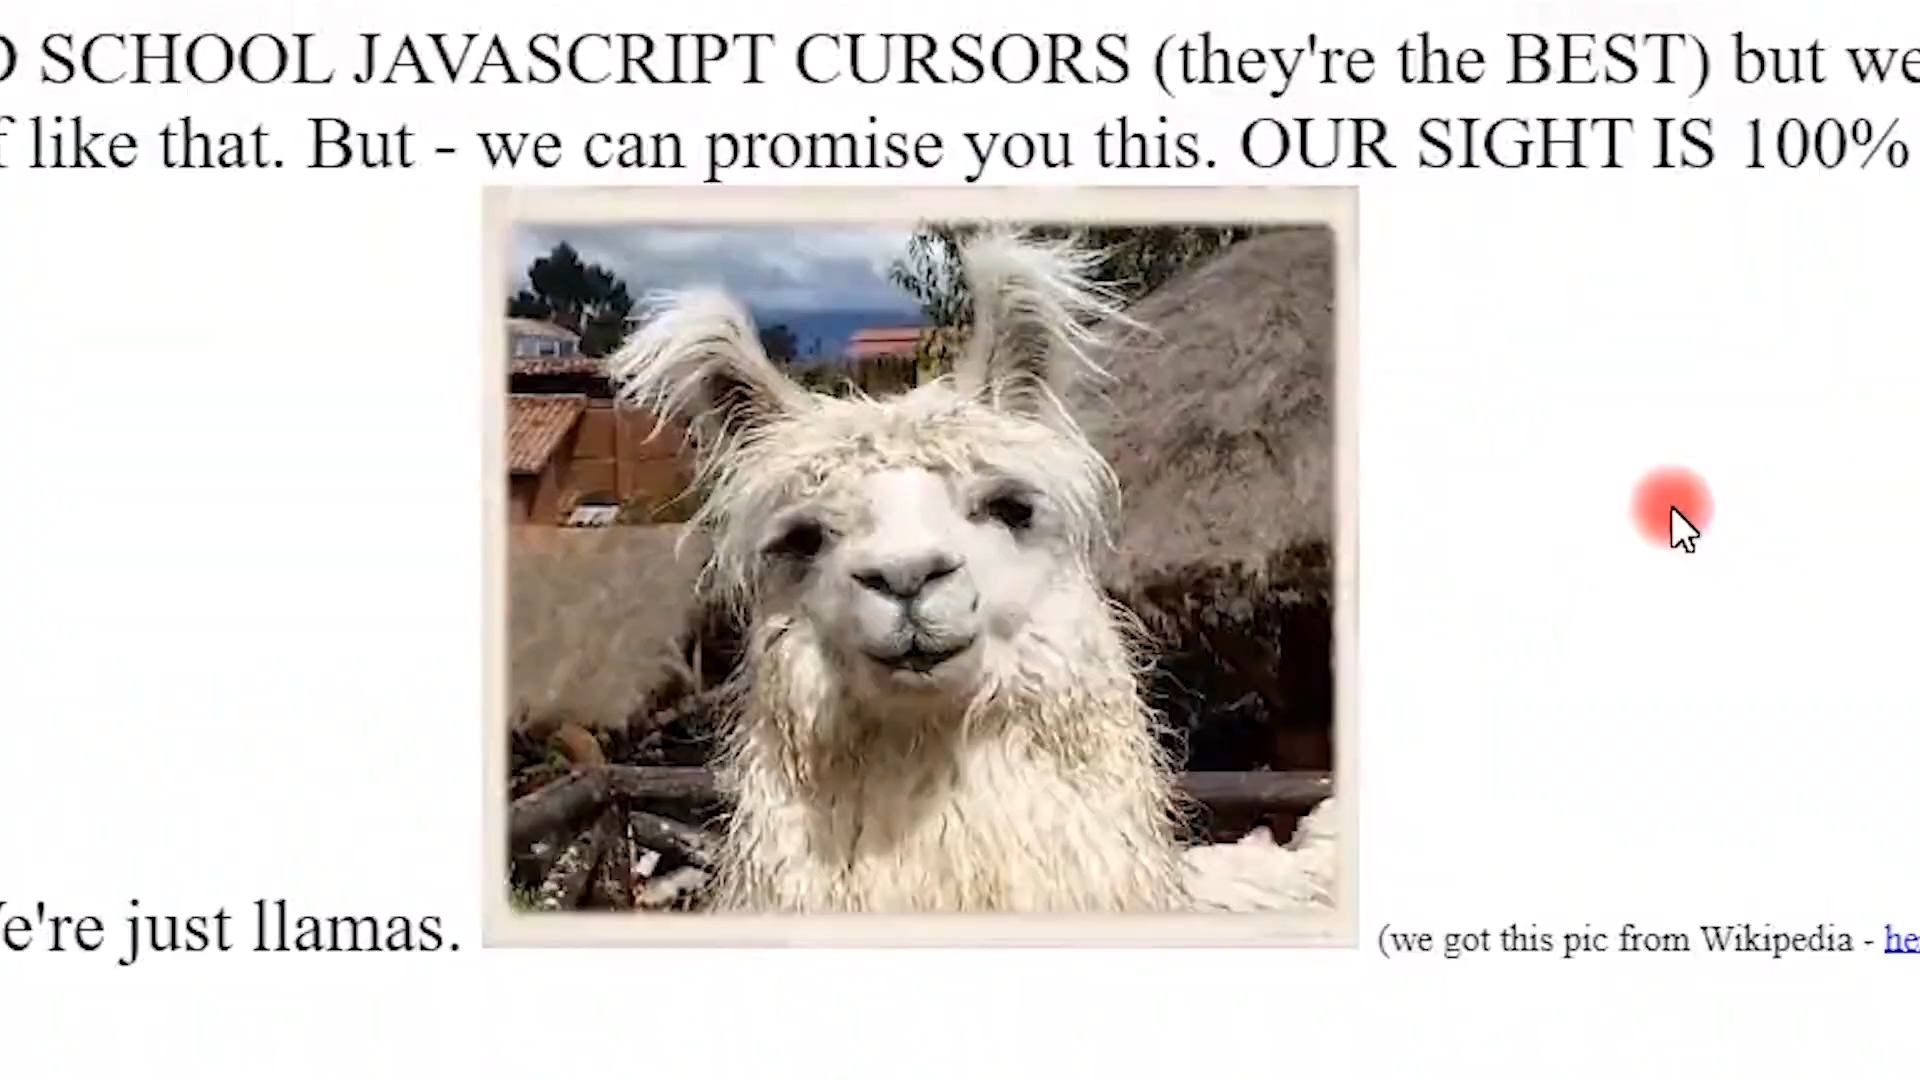 SCHOOL JAVASCRIPT CURSORS (they're the BEST) but we
like that. But - we can promise you this. OUR SIGHT IS 100%
e're just llamas.
(we got this pic from Wikipedia - he